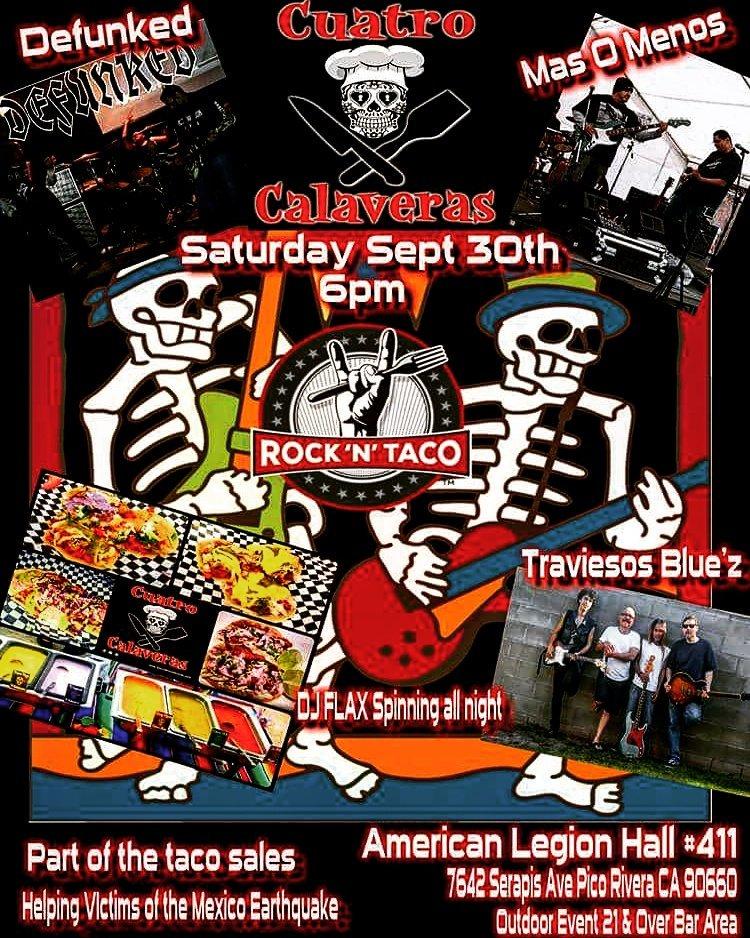 Defunked
DEFUNKED
Cuatro
Calaveras
Mas O Menos
Saturday Sept 30th
6pm
ROCK 'N' TACO
TM
Cuatro
Calaveras
Traviesos Blue'z
DJ FLAX Spinning all night
Part of the taco sales
Helping VIctims of the Mexico Earthquake
American Legion Hall #411
7642 Serapis Ave Pico Rivera CA 90660
Outdoor Event 21 & Over Bar Area